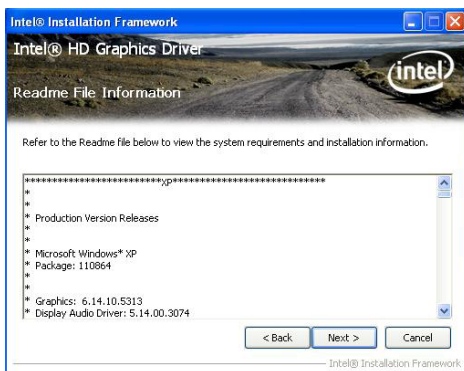 Intel® Installation Framework
Intel® HD Graphics Driver
intel
Readme File Information
Refer to the Readme file below to view the system requirements and installation information.
**************************XP*****************************
*
*
* Production Version Releases
*
*
* Microsoft Windows* XP
* Package: 110864
*
*
* Graphics: 6.14.10.5313
* Display Audio Driver: 5.14.00.3074
< Back
Next >
Cancel
Intel® Installation Framework